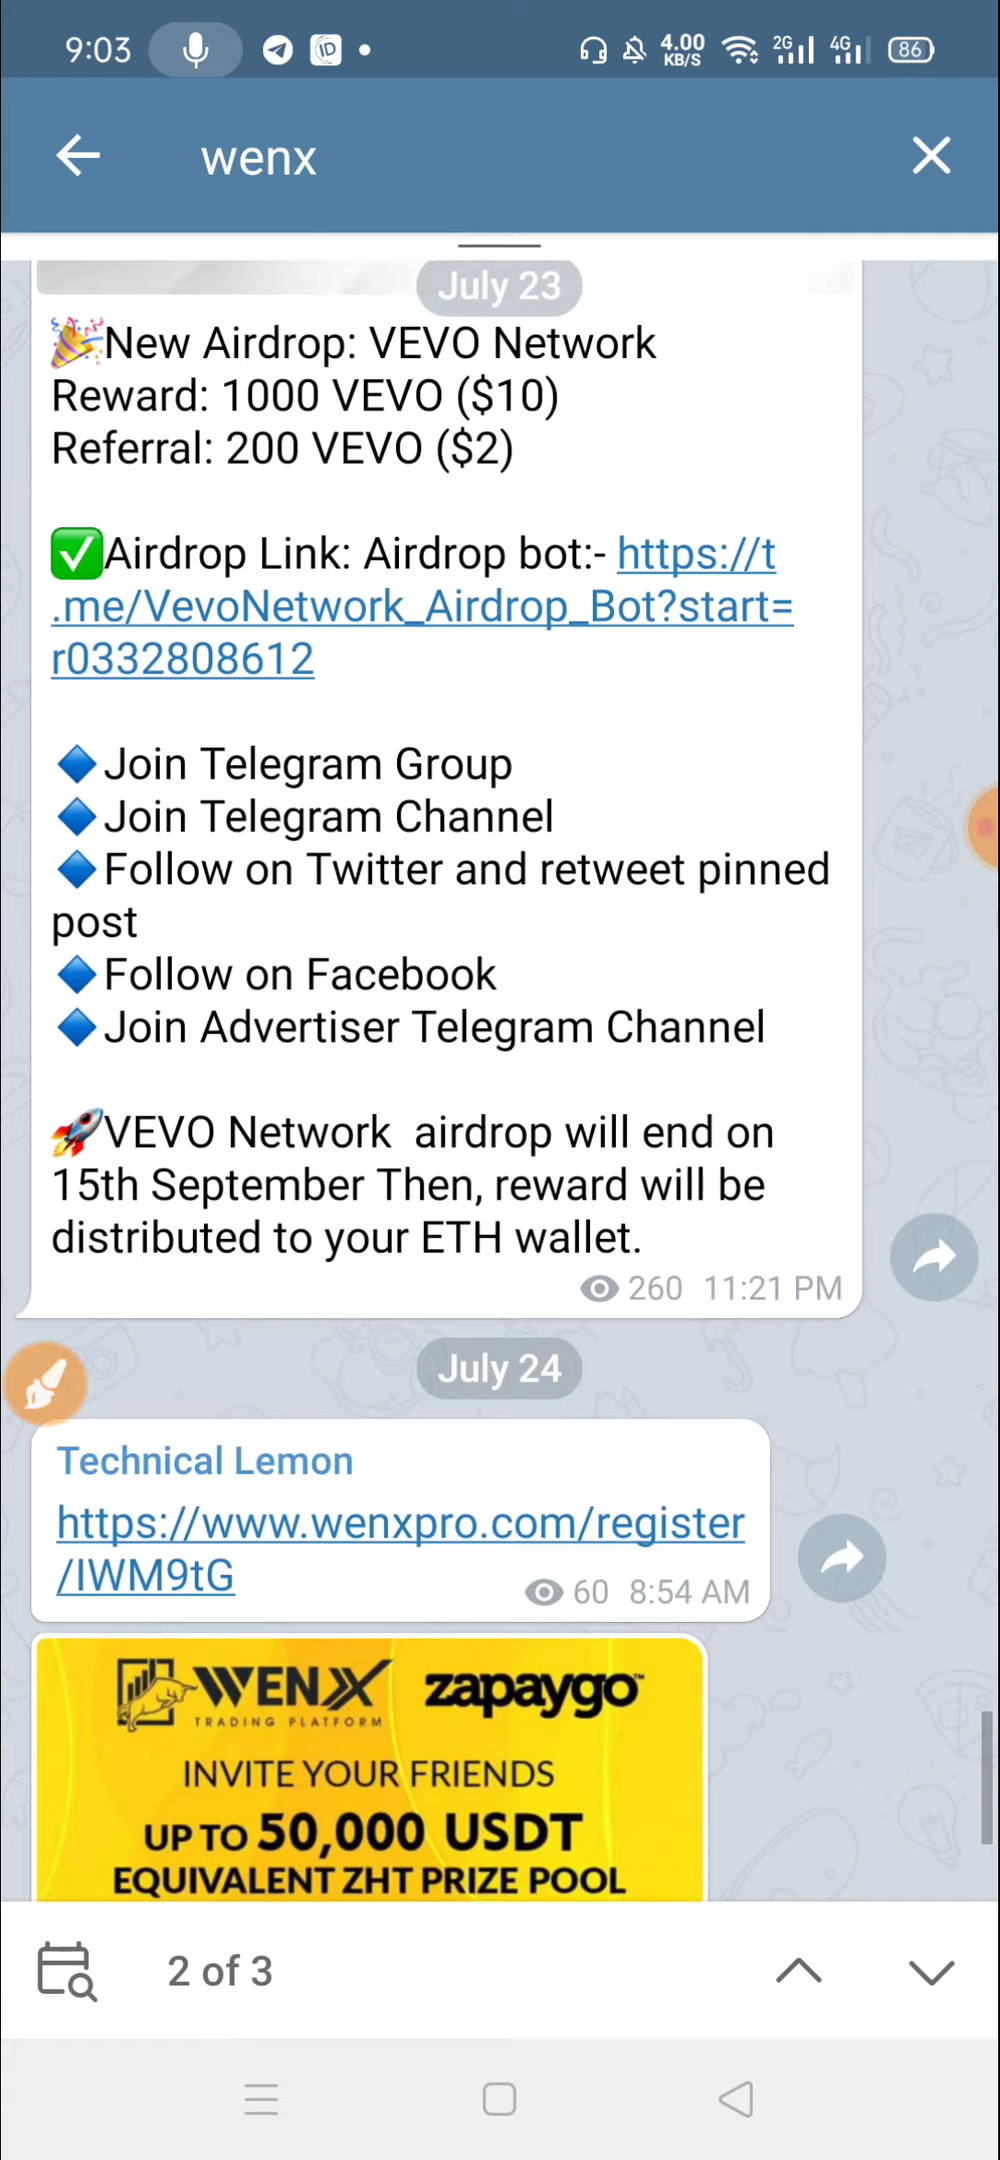 9:03
4.00
KB/S
2G
4G
86
wenx
July 23
🎉New Airdrop: VEVO Network
Reward: 1000 VEVO ($10)
Referral: 200 VEVO ($2)
✅Airdrop Link: Airdrop bot:- https://t
.me/VevoNetwork_Airdrop_Bot?start=
r0332808612
🔷Join Telegram Group
🔷Join Telegram Channel
🔷Follow on Twitter and retweet pinned
post
🔷Follow on Facebook
🔷Join Advertiser Telegram Channel
🚀VEVO Network  airdrop will end on
15th September Then, reward will be
distributed to your ETH wallet.
260 11:21 PM
July 24
Technical Lemon
https://www.wenxpro.com/register
/IWM9tG
60 8:54 AM
WENX zapaygo™
TRADING PLATFORM
INVITE YOUR FRIENDS
UP TO 50,000 USDT
EQUIVALENT ZHT PRIZE POOL
2 of 3